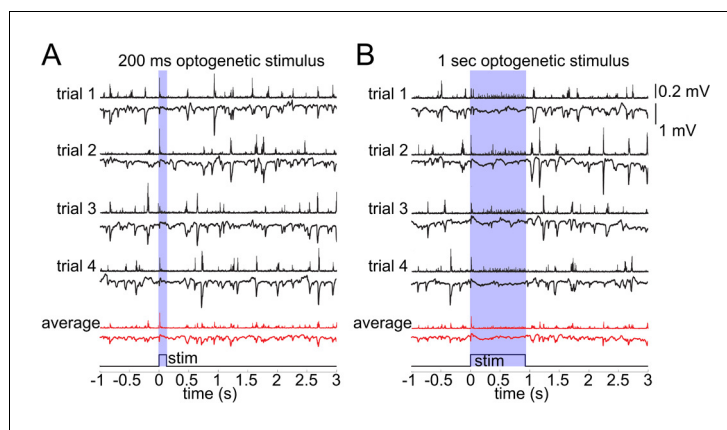 A
200 ms optogenetic stimulus
trial 1
trial 2
trial 3
trial 4
average
stim
-1 -0.5 0 0.5 1 1.5 2 2.5 3
time (s)
B
1 sec optogenetic stimulus
trial 1
0.2 mV
1 mV
trial 2
trial 3
trial 4
average
stim
-1 -0.5 0 0.5 1 1.5 2 2.5 3
time (s)